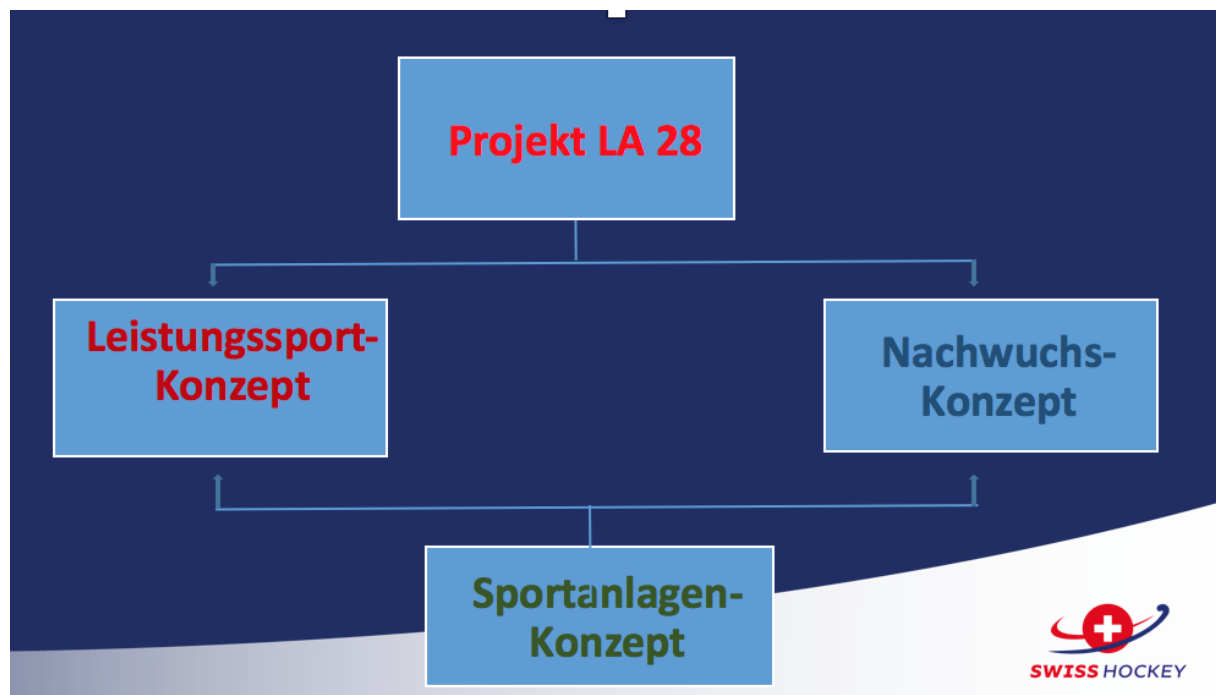 Projekt LA 28
Leistungssport-
Konzept
Nachwuchs-
Konzept
Sportanlagen-
Konzept
SWISS HOCKEY